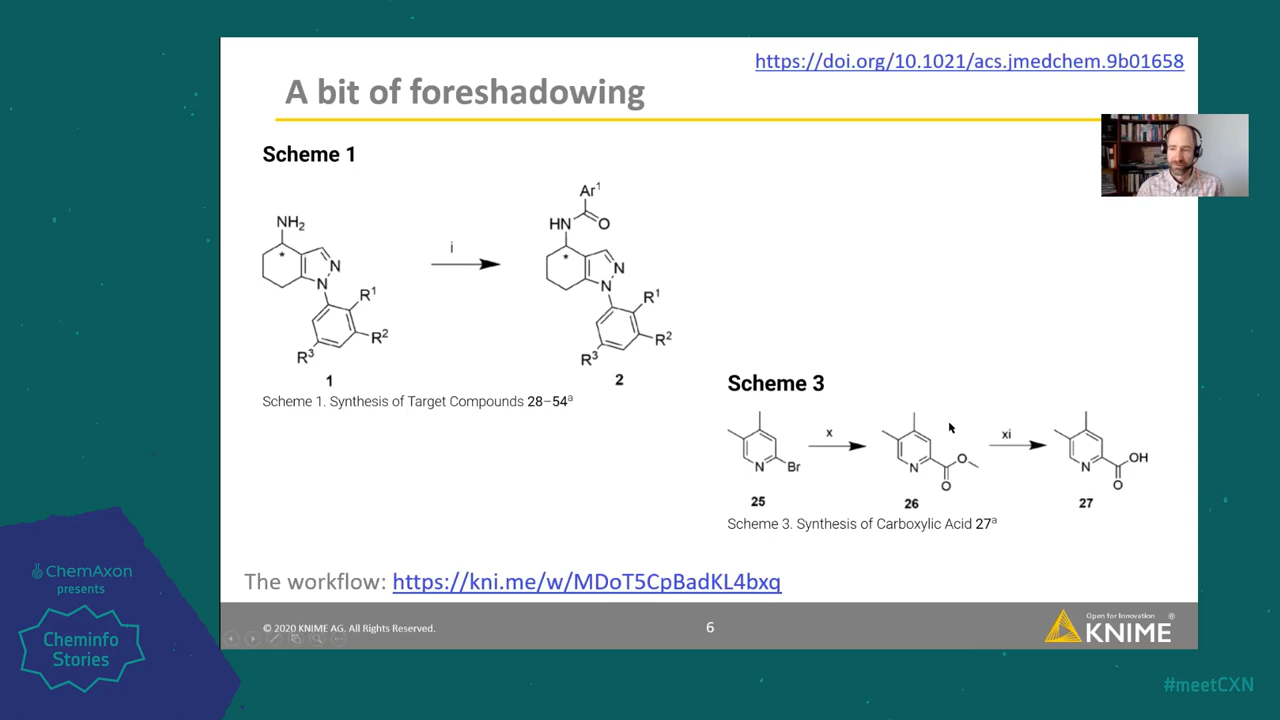 https://doi.org/10.1021/acs.jmedchem.9b01658
A bit of foreshadowing
Scheme 1
NH2
*
N
N
R1
R2
R3
1
i
Ar1
HN
O
*
N
N
R1
R2
R3
2
Scheme 1. Synthesis of Target Compounds 28–54a
Scheme 3
N
Br
25
x
N
O
O
26
xi
N
OH
O
27
Scheme 3. Synthesis of Carboxylic Acid 27a
The workflow: https://kni.me/w/MDoT5CpBadKL4bxq
© 2020 KNIME AG. All Rights Reserved.
6
Open for Innovation ®
KNIME
ChemAxon
presents
Cheminfo
Stories
#meetCXN